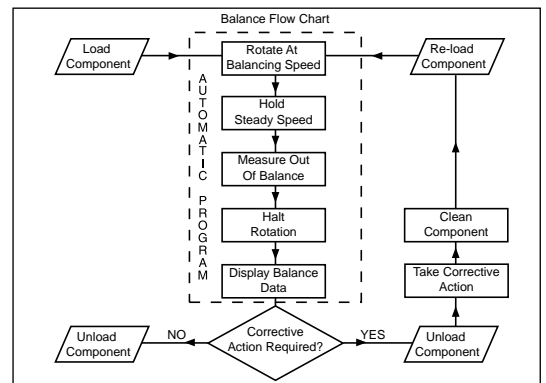 Balance Flow Chart
Load
Component
Rotate At
Balancing Speed
Re-load
Component
AUTOMATIC PROGRAM
Hold
Steady Speed
Measure Out
Of Balance
Halt
Rotation
Clean
Component
Display Balance
Data
Take Corrective
Action
Unload
Component
NO
Corrective
Action Required?
YES
Unload
Component